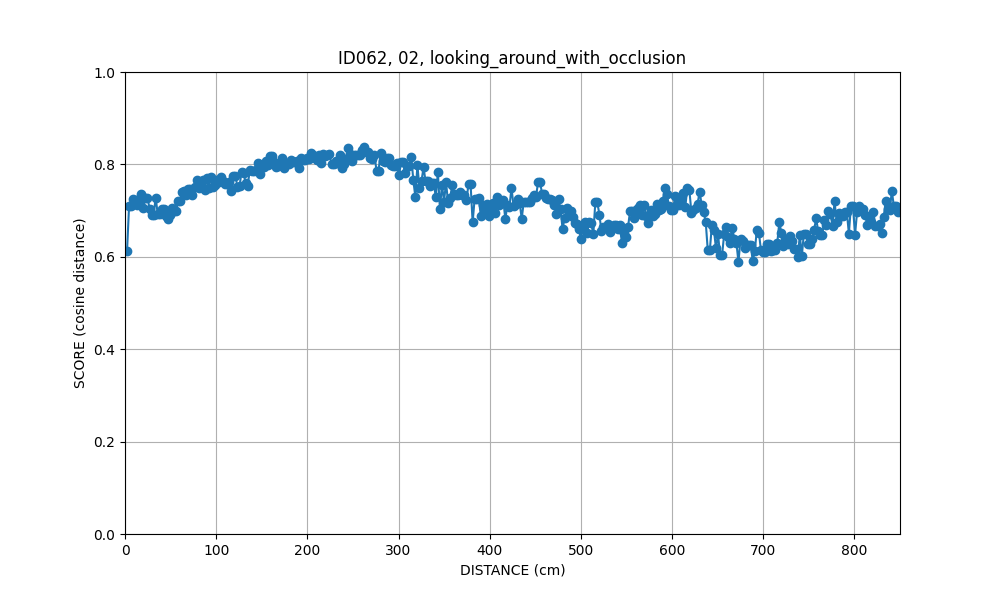 ID062, 02, looking_around_with_occlusion
1.0
0.8
0.6
0.4
0.2
0.0
SCORE (cosine distance)
0 100 200 300 400 500 600 700 800
DISTANCE (cm)